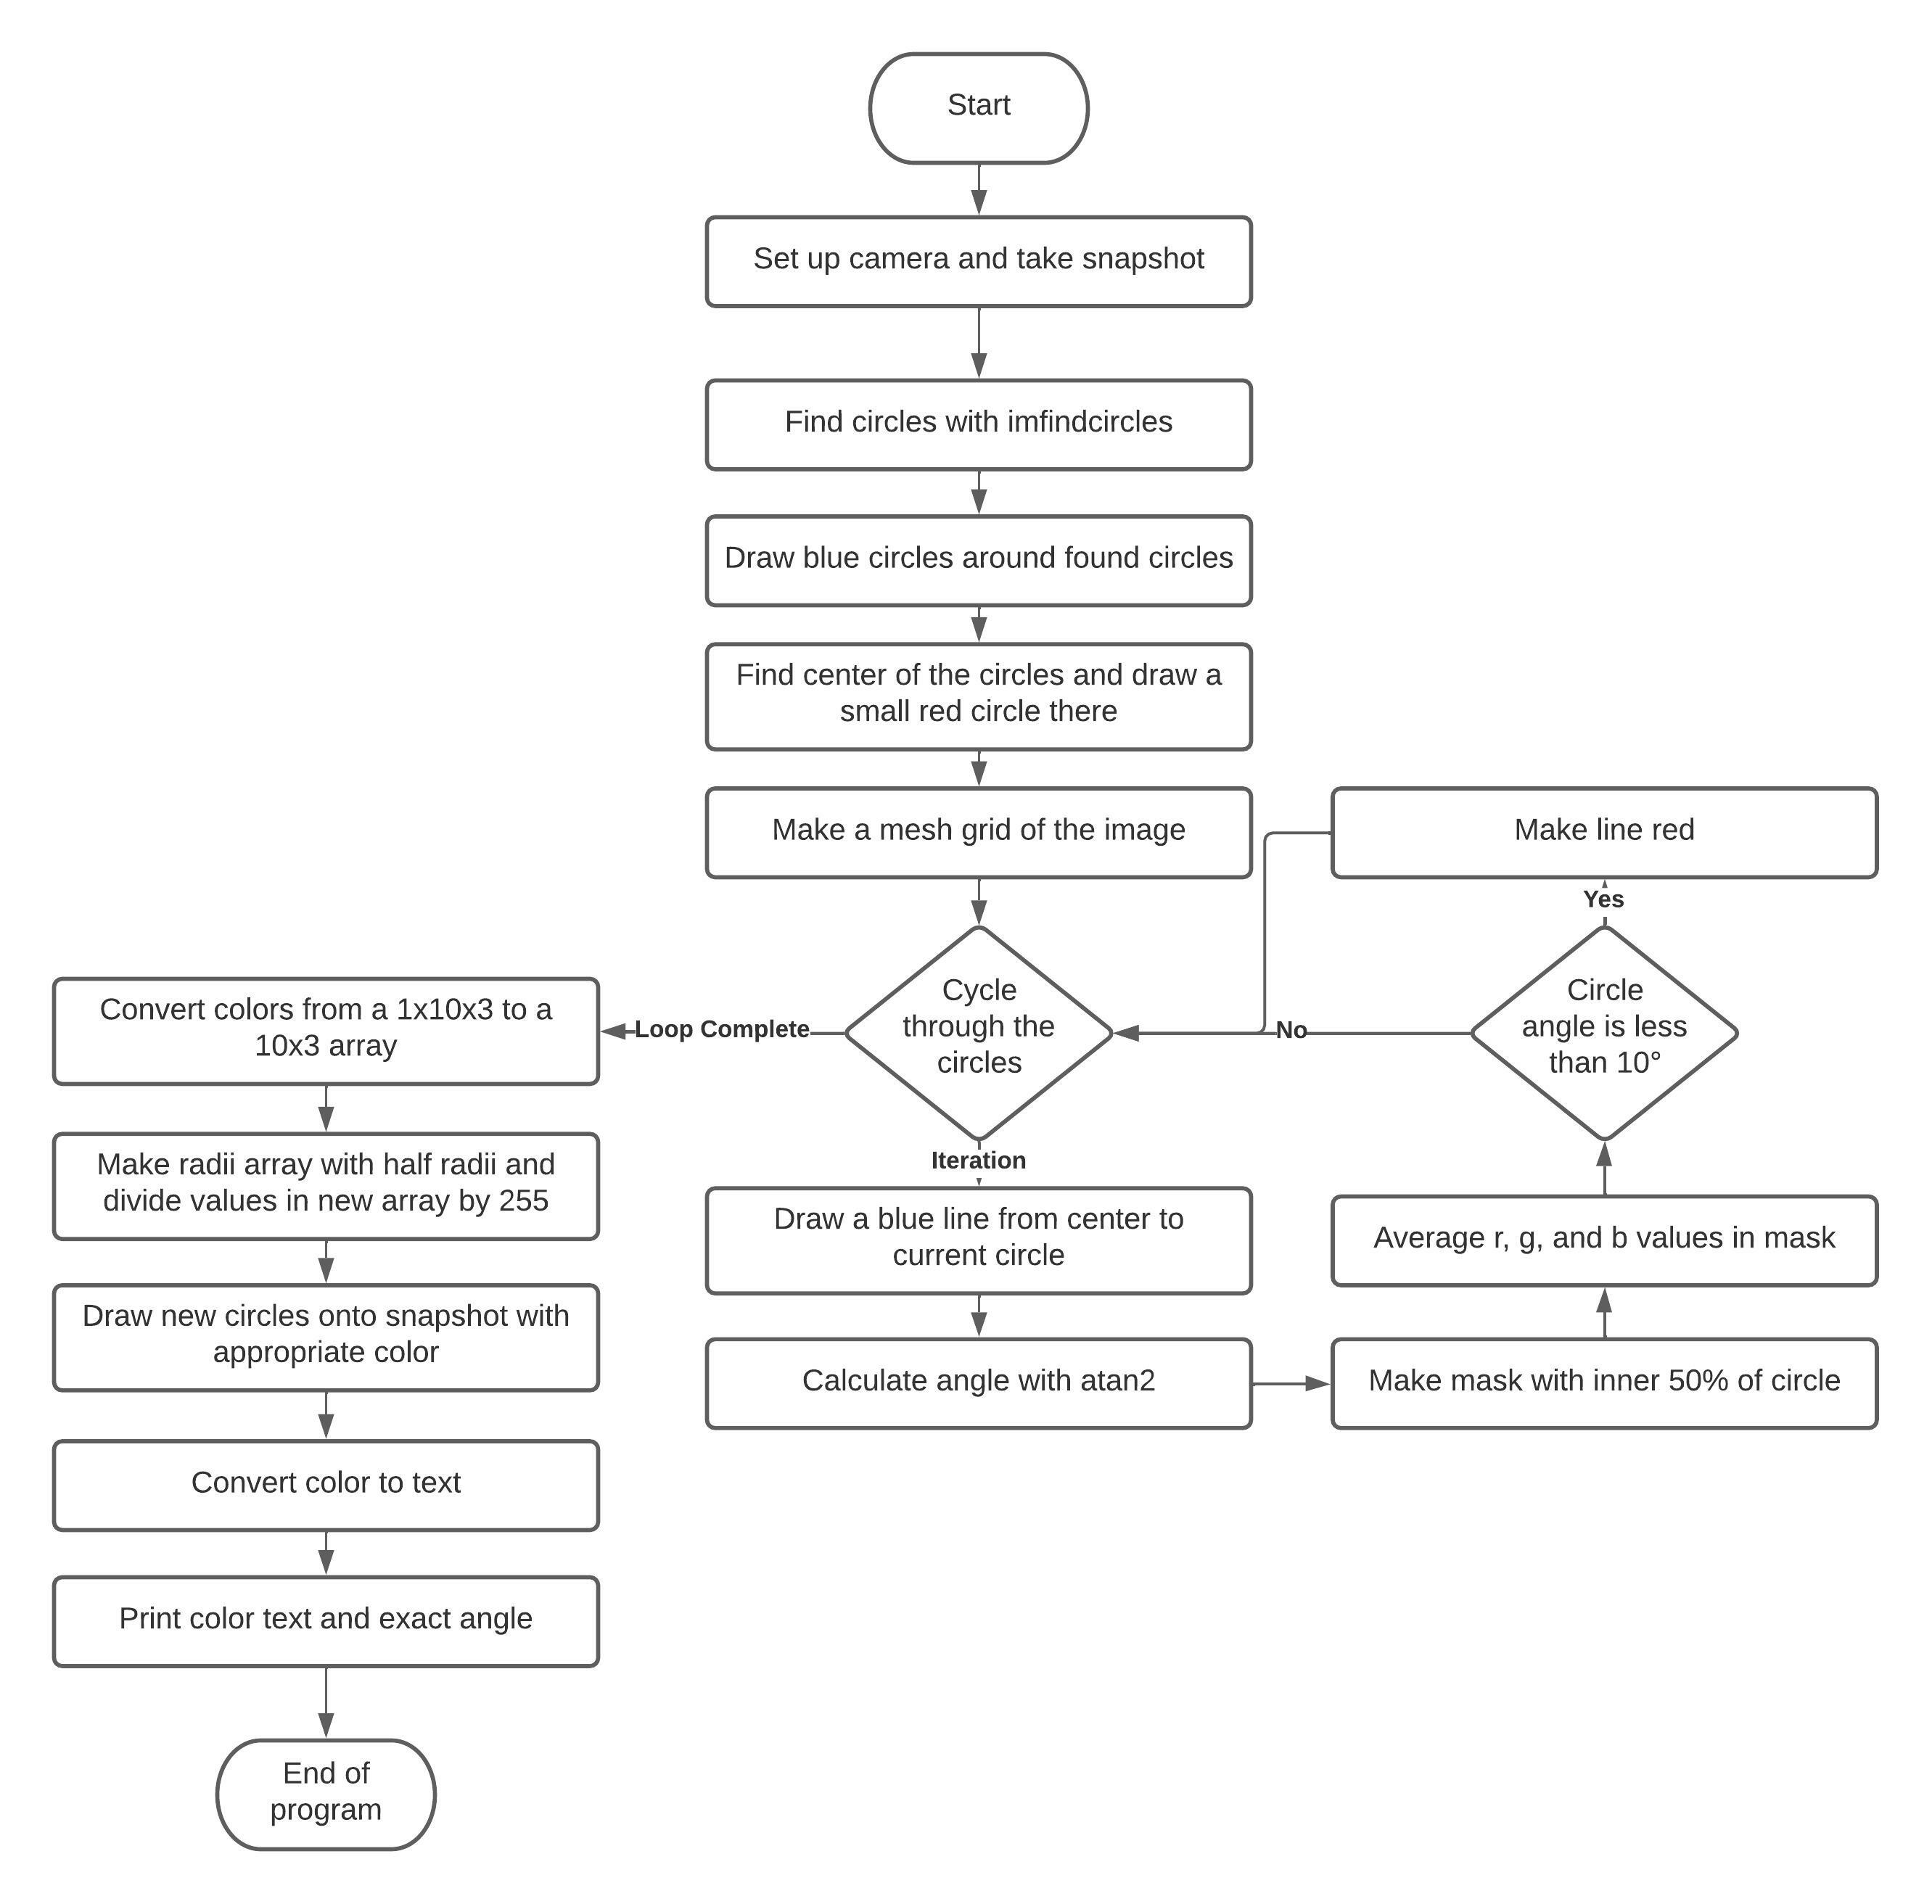 Start
Set up camera and take snapshot
Find circles with imfindcircles
Draw blue circles around found circles
Find center of the circles and draw a
small red circle there
Make a mesh grid of the image
Cycle
through the
circles
Iteration
Draw a blue line from center to
current circle
Calculate angle with atan2
Make mask with inner 50% of circle
Average r, g, and b values in mask
Circle
angle is less
than 10°
Yes
Make line red
No
Loop Complete
Convert colors from a 1x10x3 to a
10x3 array
Make radii array with half radii and
divide values in new array by 255
Draw new circles onto snapshot with
appropriate color
Convert color to text
Print color text and exact angle
End of
program